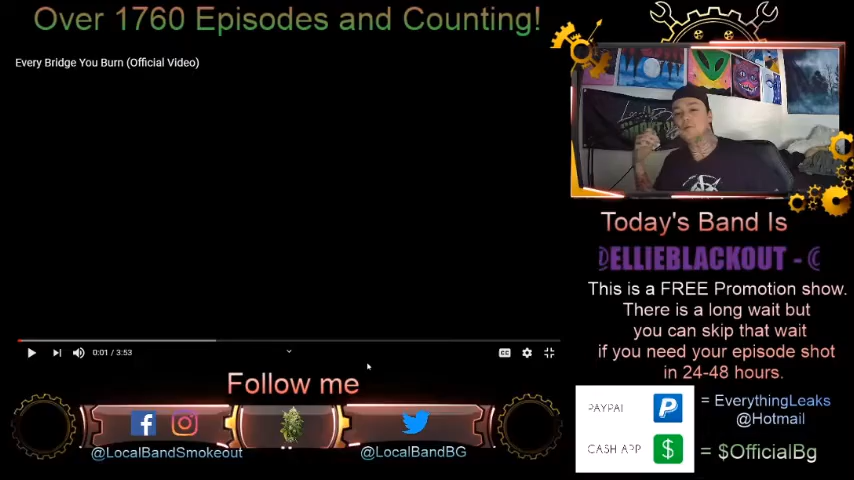 Over 1760 Episodes and Counting!
Every Bridge You Burn (Official Video)
Today's Band Is
@ELLIEBLACKOUT -
This is a FREE Promotion show.
There is a long wait but
you can skip that wait
if you need your episode shot
in 24-48 hours.
0:01 / 3:53
CC
Follow me
@LocalBandSmokeout
@LocalBandBG
PAYPAL
= EverythingLeaks
@Hotmail
CASH APP
= $OfficialBg